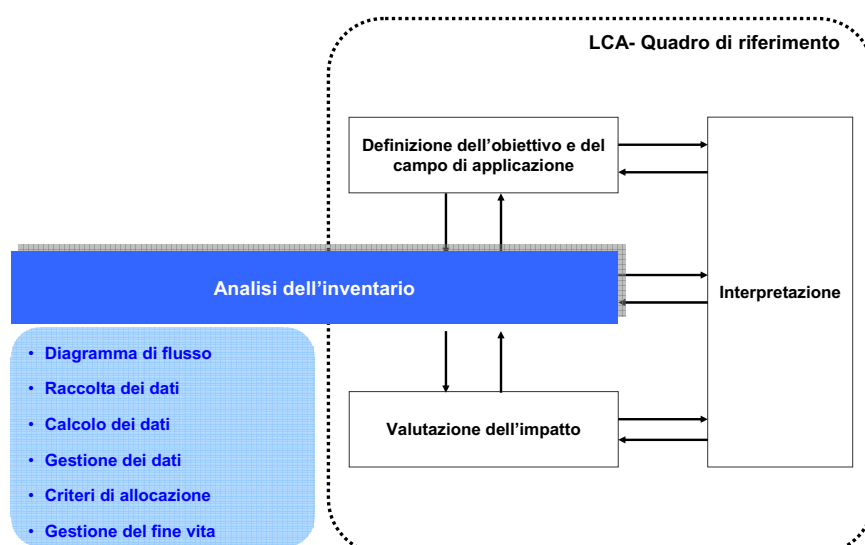 LCA- Quadro di riferimento
Definizione dell'obiettivo e del
campo di applicazione
Analisi dell'inventario
Interpretazione
• Diagramma di flusso
• Raccolta dei dati
• Calcolo dei dati
• Gestione dei dati
• Criteri di allocazione
• Gestione del fine vita
Valutazione dell'impatto